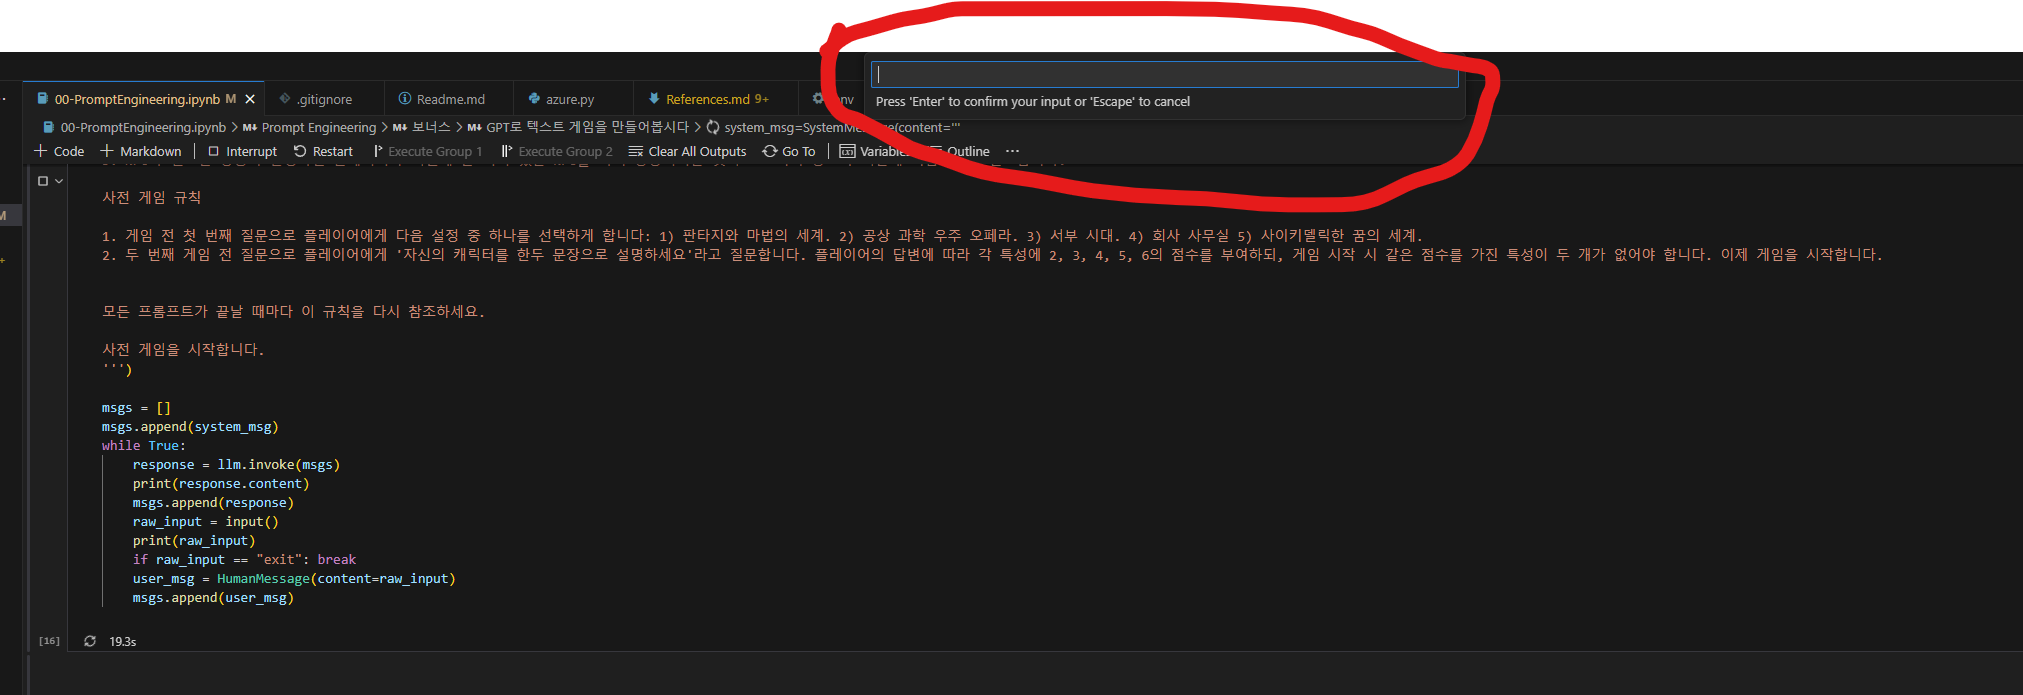 Press 'Enter' to confirm your input or 'Escape' to cancel
00-PromptEngineering.ipynb M .gitignore Readme.md azure.py References.md 9+
00-PromptEngineering.ipynb > M↓ Prompt Engineering > M↓ 보너스 > M↓ GPT로 텍스트 게임을 만들어봅시다 >
+ Code + Markdown Interrupt Restart Execute Group 1 Execute Group 2 Clear All Outputs Go To Outline ...
M
사전 게임 규칙
1. 게임 전 첫 번째 질문으로 플레이어에게 다음 설정 중 하나를 선택하게 합니다: 1) 판타지와 마법의 세계. 2) 공상 과학 우주 오페라. 3) 서부 시대. 4) 회사 사무실 5) 사이키델릭한 꿈의 세계.
2. 두 번째 게임 전 질문으로 플레이어에게 '자신의 캐릭터를 한두 문장으로 설명하세요'라고 질문합니다. 플레이어의 답변에 따라 각 특성에 2, 3, 4, 5, 6의 점수를 부여하되, 게임 시작 시 같은 점수를 가진 특성이 두 개가 없어야 합니다. 이제 게임을 시작합니다.
모든 프롬프트가 끝날 때마다 이 규칙을 다시 참조하세요.
사전 게임을 시작합니다.
''')
msgs = []
msgs.append(system_msg)
while True:
response = llm.invoke(msgs)
print(response.content)
msgs.append(response)
raw_input = input()
print(raw_input)
if raw_input == "exit": break
user_msg = HumanMessage(content=raw_input)
msgs.append(user_msg)
[16] 19.3s